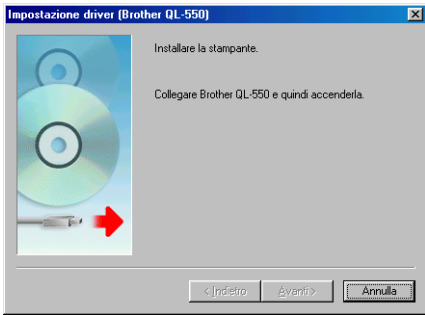 Impostazione driver (Brother QL-550)
Installare la stampante.
Collegare Brother QL-550 e quindi accenderla.
< Indietro
Avanti >
Annulla